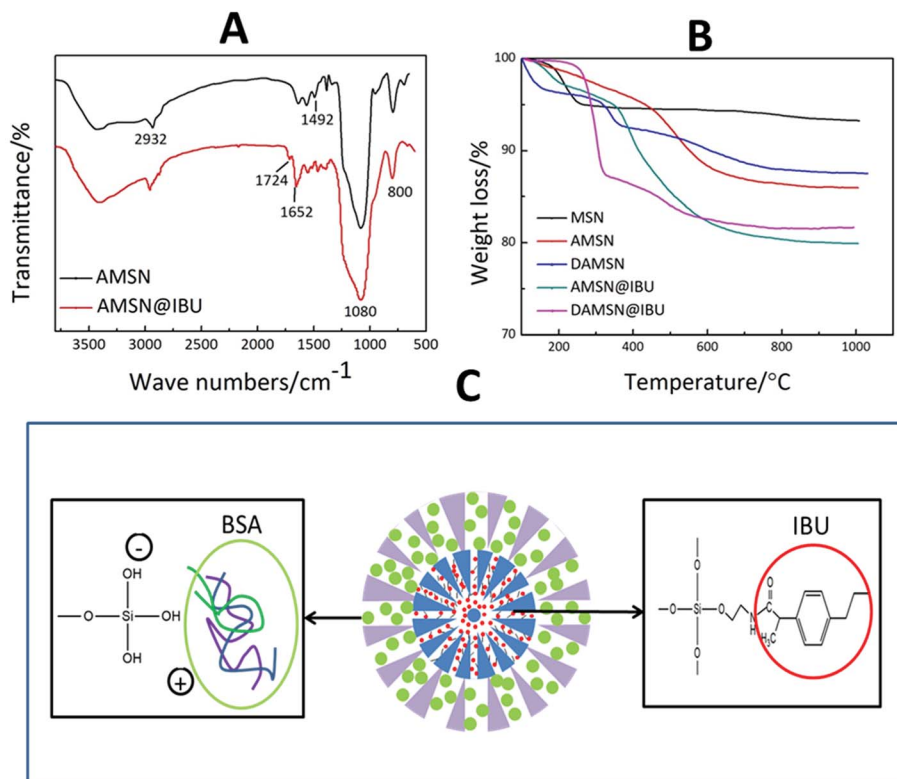 A
Transmittance/%
2932
1492
1724
1652
800
1080
AMSN
AMSN@IBU
3500 3000 2500 2000 1500 1000 500
Wave numbers/cm-1
B
Weight loss/%
100
90
80
70
MSN
AMSN
DAMSN
AMSN@IBU
DAMSN@IBU
200 400 600 800 1000
Temperature/°C
C
BSA
-
OH
O Si OH
OH
+
IBU
O
O Si O N C
H
O
H3C
O